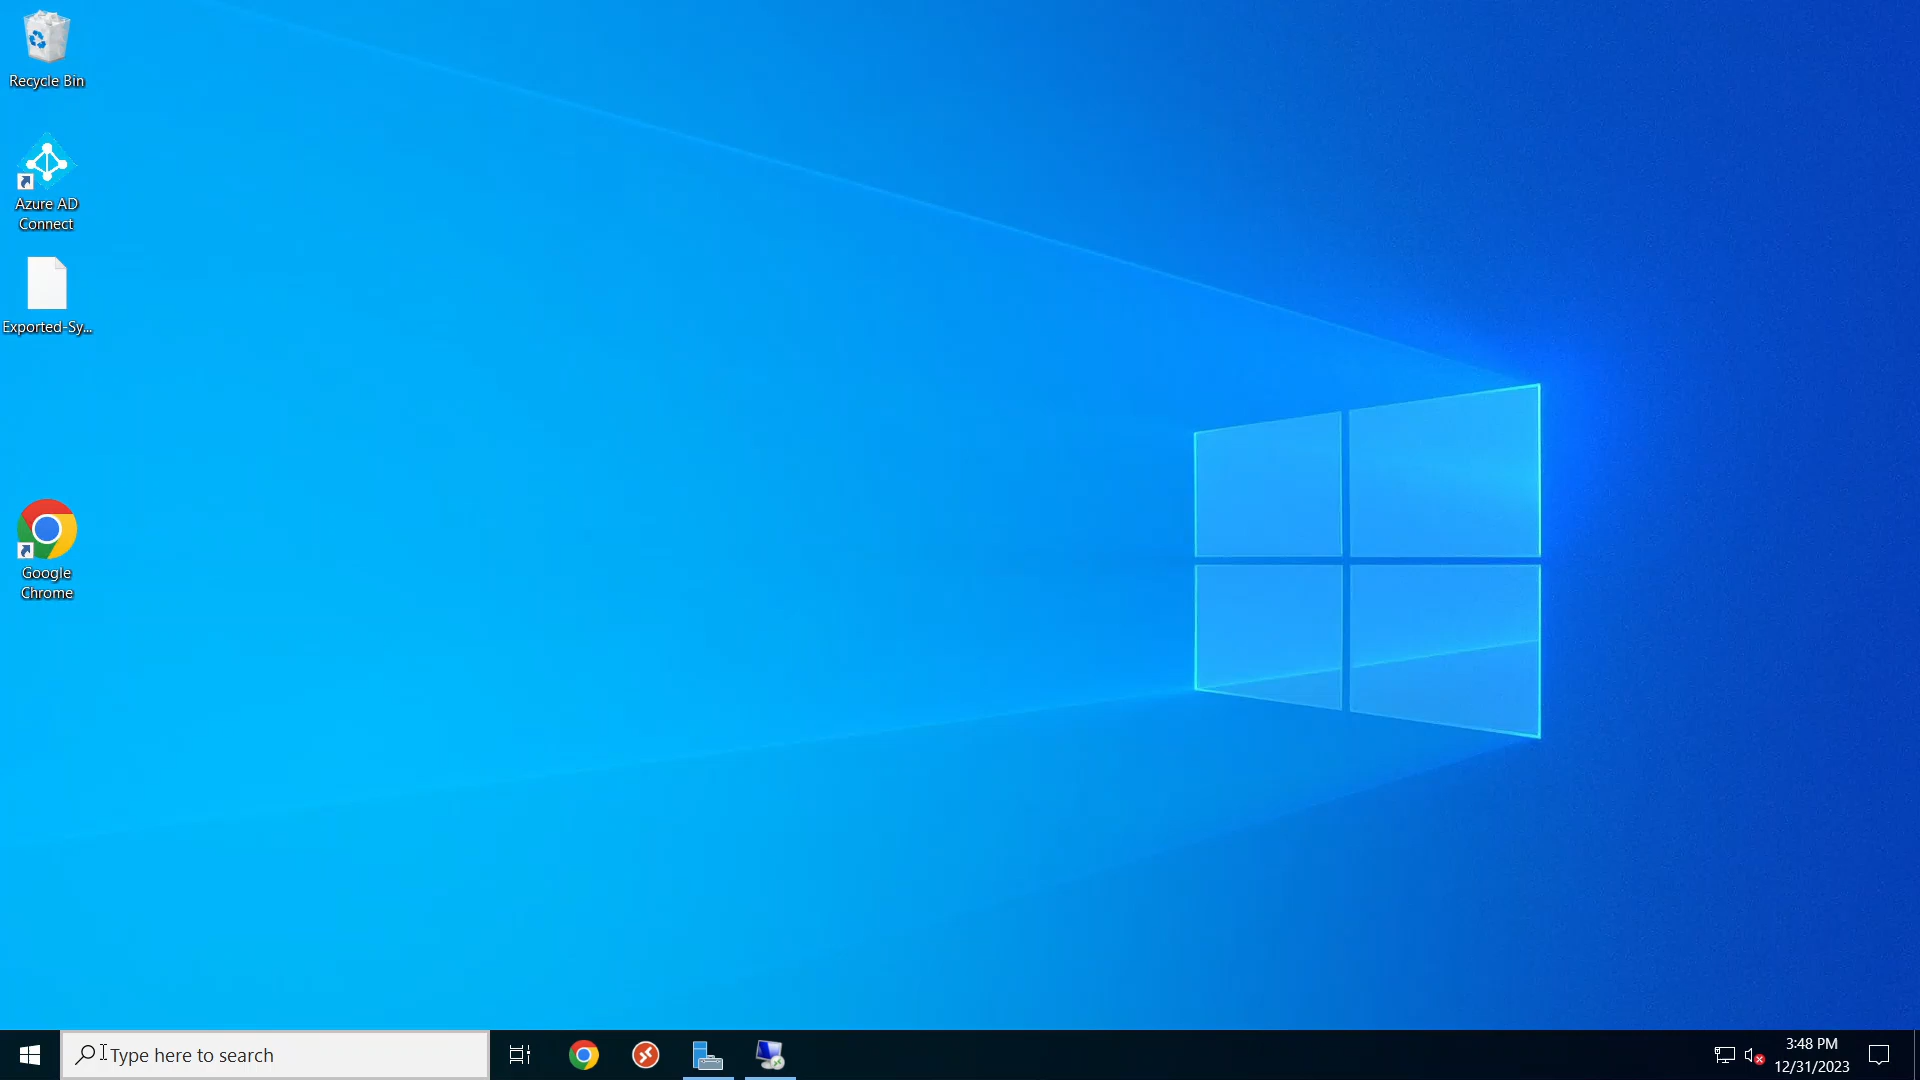 Recycle Bin
Azure AD
Connect
Exported-Sy...
Google
Chrome
Type here to search
3:48 PM
12/31/2023